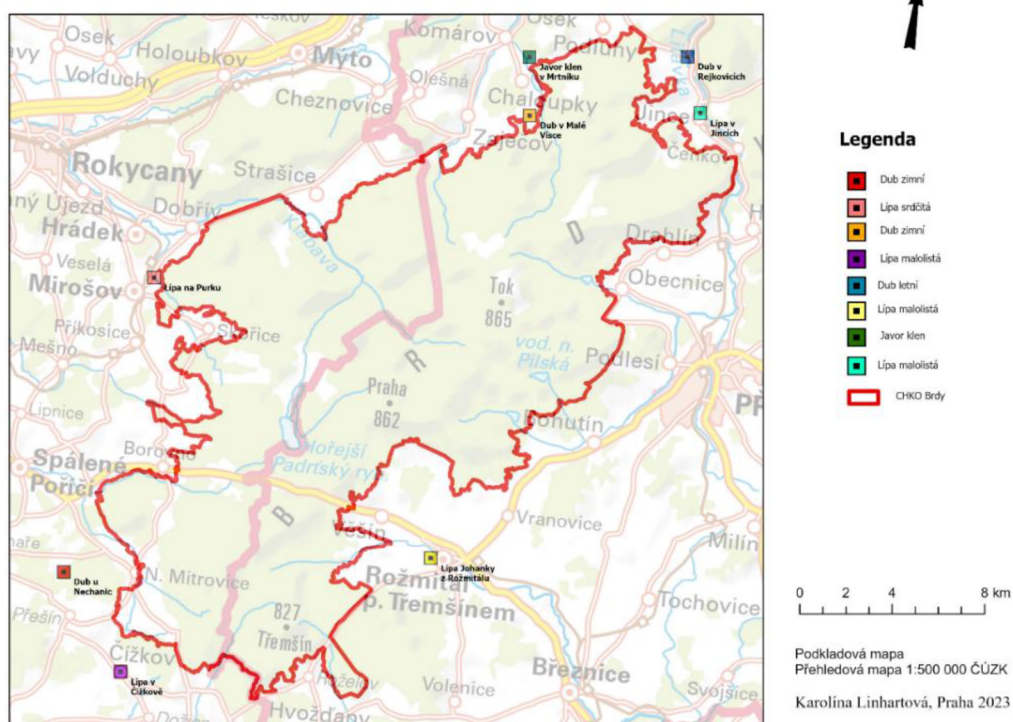 Osek
Osek
Komárov
Podluhy
Holoubkov
Mýto
Volduchy
Olešná
Javor klen
v Mrtníku
Dub v
Rejkovicích
Cheznovice
Chaloupky
Jince
Lípa v
Jincích
Dub v Malé
Vísce
Zaječov
Čenkov
Rokycany
Strašice
Dobřív
Hrádek
Klabava
Drahlín
D
Veselá
Obecnice
Mirošov
Lípa na Purku
Tok
865
Příkosice
Skořice
Mešno
vod. n.
Pilská
Podlesí
R
Praha
862
Lipnice
Bohutín
Borovno
Spálené
Poříčí
Hořejší
Padrťský ry.
B
Vranovice
Věšín
Milín
Lípa Johanky
z Rožmitálu
Dub u
Nechanic
N. Mitrovice
Rožmitál
p. Třemšínem
Tochovice
Přešín
827
Třemšín
Čížkov
Lípa v
Čížkově
Březnice
Roželov
Volenice
Svojšice
Hvožďany
Legenda
Dub zimní
Lípa srdčitá
Dub zimní
Lípa malolistá
Dub letní
Lípa malolistá
Javor klen
Lípa malolistá
CHKO Brdy
0 2 4 8 km
Podkladová mapa
Přehledová mapa 1:500 000 ČÚZK
Karolína Linhartová, Praha 2023